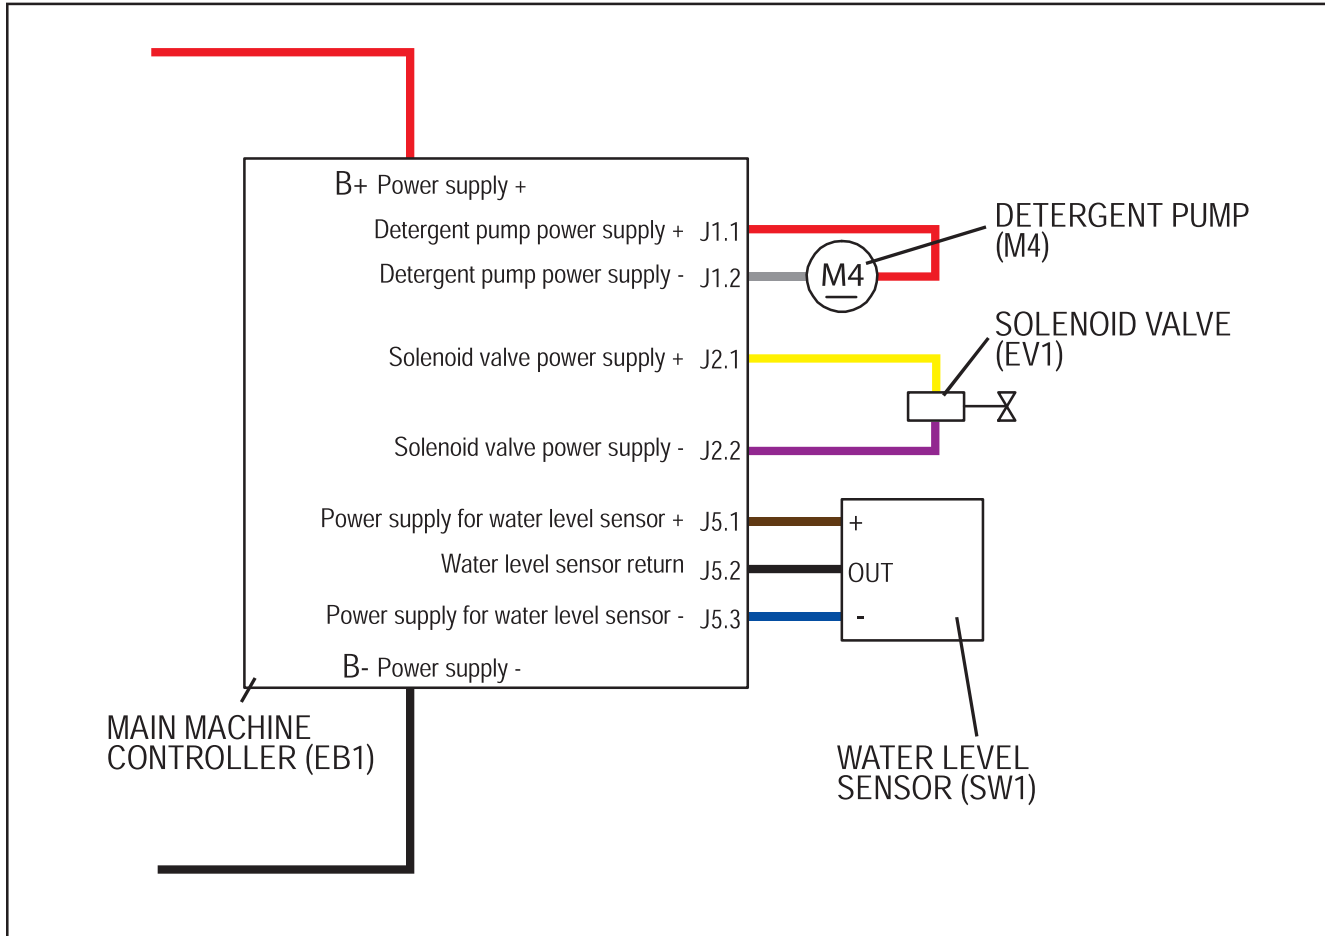 B+ Power supply +
Detergent pump power supply + J1.1
Detergent pump power supply - J1.2
M4
DETERGENT PUMP
(M4)
Solenoid valve power supply + J2.1
SOLENOID VALVE
(EV1)
Solenoid valve power supply - J2.2
Power supply for water level sensor + J5.1
+
Water level sensor return J5.2
OUT
Power supply for water level sensor - J5.3
-
B- Power supply -
MAIN MACHINE
CONTROLLER (EB1)
WATER LEVEL
SENSOR (SW1)